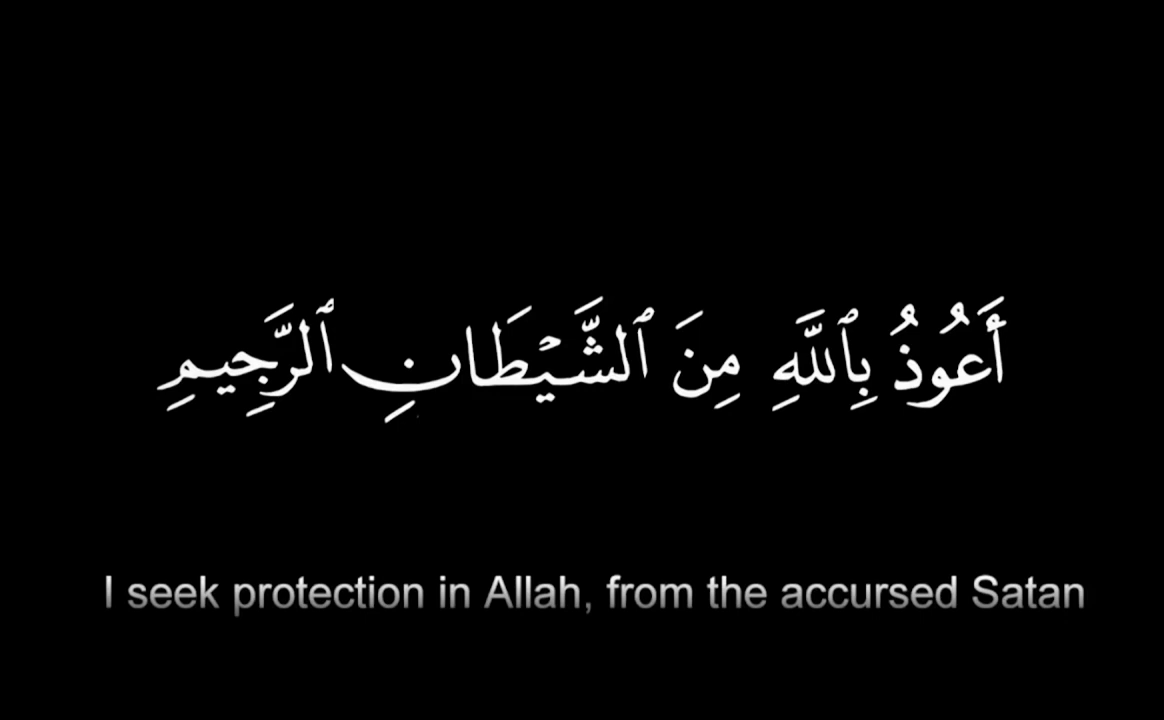 أَعُوذُ بِٱللَّهِ مِنَ ٱلشَّيْطَانِ ٱلرَّجِيمِ
I seek protection in Allah, from the accursed Satan